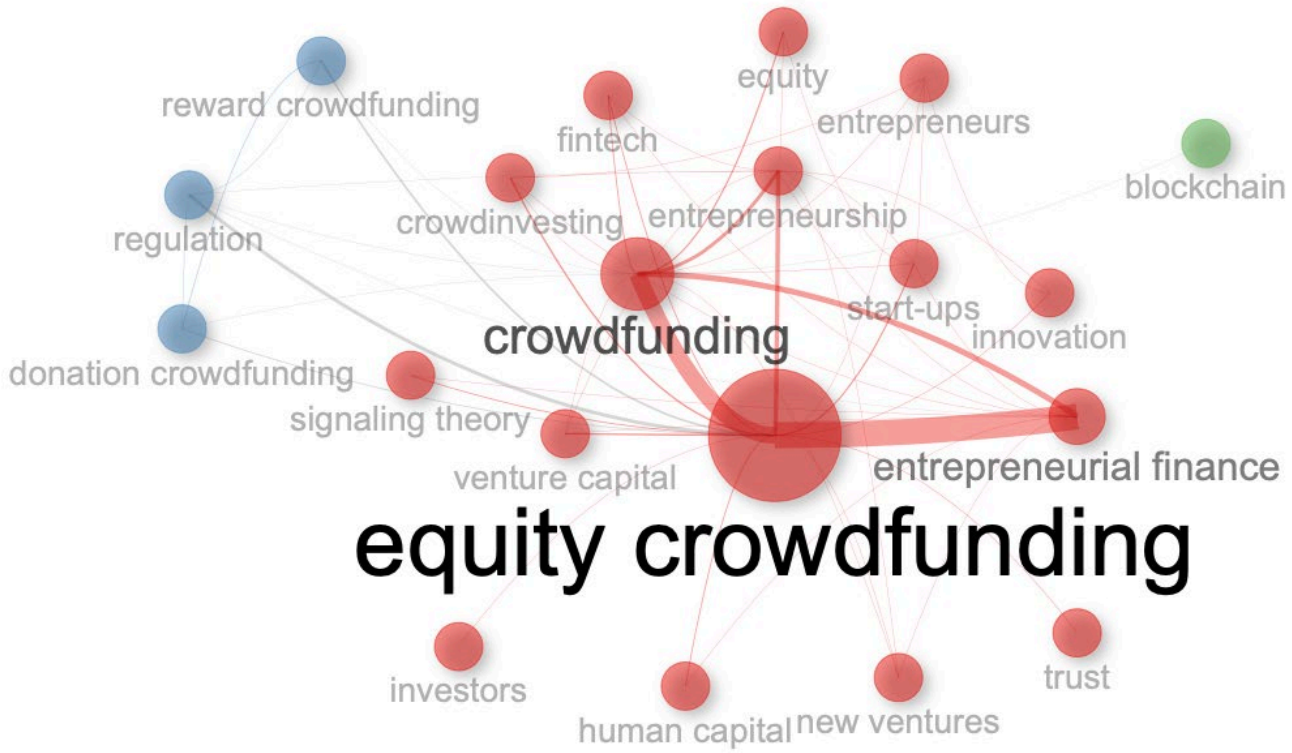 equity
reward crowdfunding
entrepreneurs
fintech
blockchain
crowdinvesting
entrepreneurship
regulation
start-ups
innovation
crowdfunding
donation crowdfunding
signaling theory
venture capital
entrepreneurial finance
equity crowdfunding
investors
trust
human capital
new ventures